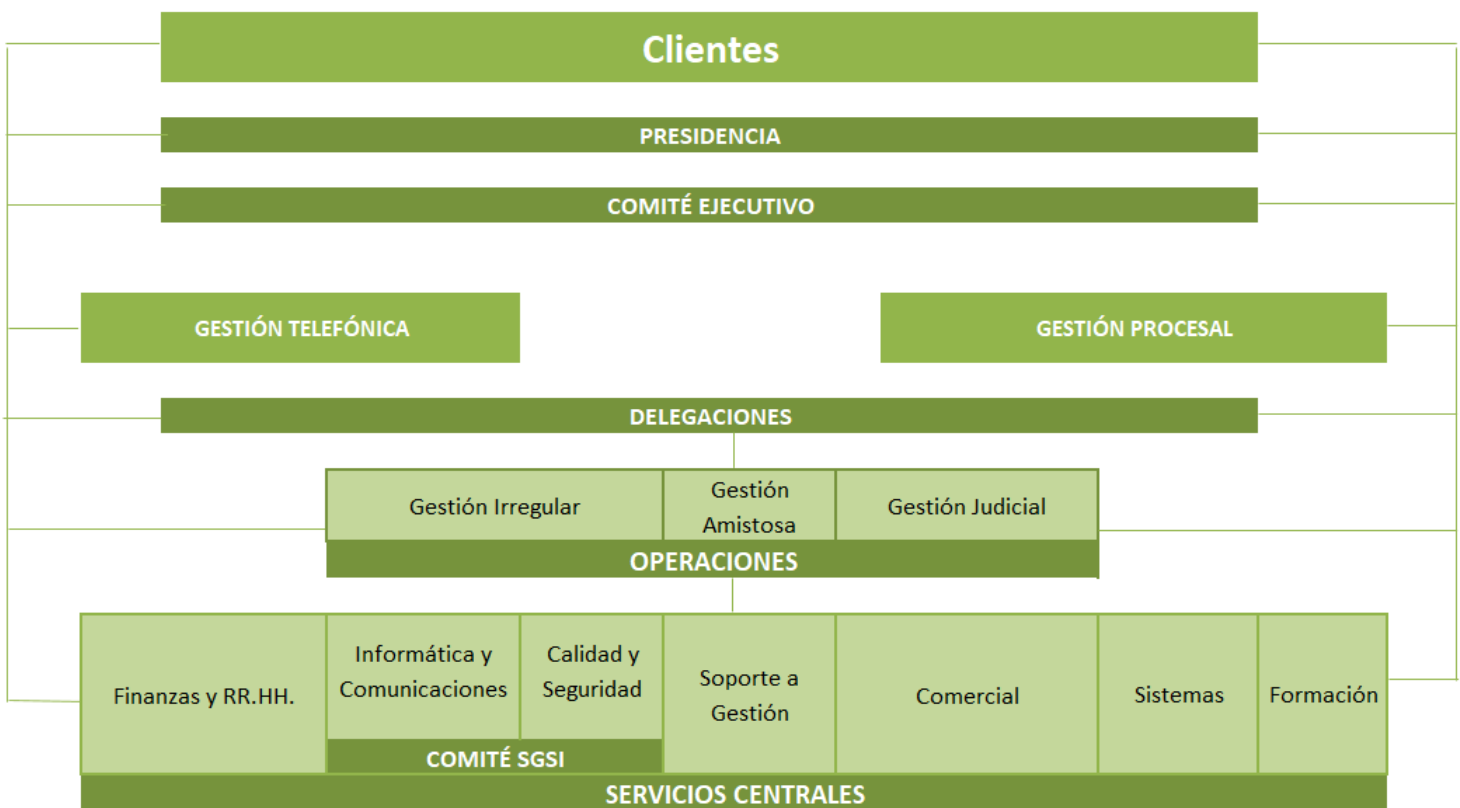 Clientes
PRESIDENCIA
COMITÉ EJECUTIVO
GESTIÓN TELEFÓNICA
GESTIÓN PROCESAL
DELEGACIONES
Gestión Irregular
Gestión
Amistosa
Gestión Judicial
OPERACIONES
Finanzas y RR.HH.
Informática y
Comunicaciones
Calidad y
Seguridad
Soporte a
Gestión
Comercial
Sistemas
Formación
COMITÉ SGSI
SERVICIOS CENTRALES